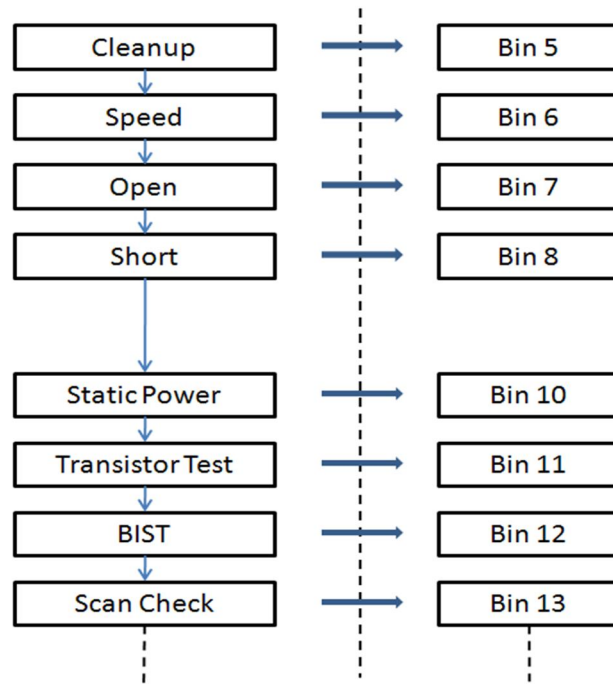 Cleanup
Bin 5
Speed
Bin 6
Open
Bin 7
Short
Bin 8
Static Power
Bin 10
Transistor Test
Bin 11
BIST
Bin 12
Scan Check
Bin 13